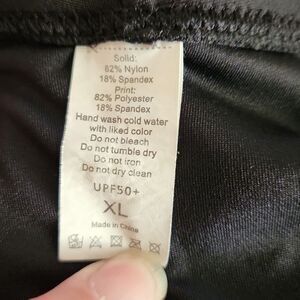 Solid:
82% Nylon
18% Spandex
Print:
82% Polyester
18% Spandex
Hand wash cold water
with liked color
Do not bleach
Do not tumble dry
Do not iron
Do not dry clean
UPF50+
XL
Made in China